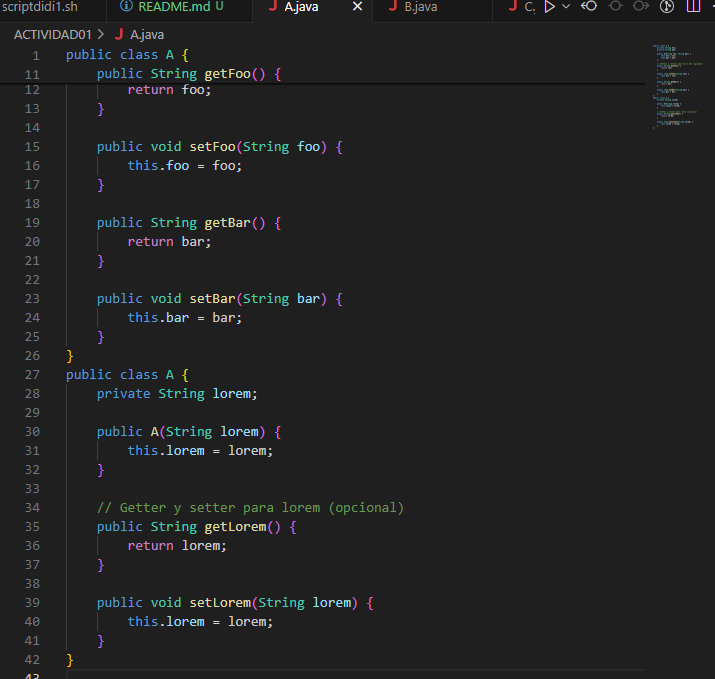 scriptdidi1.sh README.md U A.java B.java C.
ACTIVIDAD01 > A.java
1 public class A {
11 public String getFoo() {
12 return foo;
13 }
14
15 public void setFoo(String foo) {
16 this.foo = foo;
17 }
18
19 public String getBar() {
20 return bar;
21 }
22
23 public void setBar(String bar) {
24 this.bar = bar;
25 }
26 }
27 public class A {
28 private String lorem;
29
30 public A(String lorem) {
31 this.lorem = lorem;
32 }
33
34 // Getter y setter para lorem (opcional)
35 public String getLorem() {
36 return lorem;
37 }
38
39 public void setLorem(String lorem) {
40 this.lorem = lorem;
41 }
42 }
43